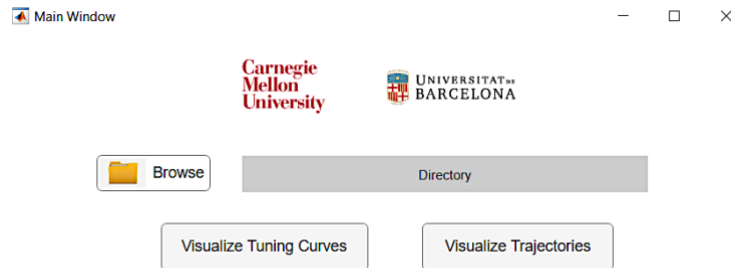 Main Window
Carnegie
Mellon
University
UNIVERSITAT DE
BARCELONA
Browse
Directory
Visualize Tuning Curves
Visualize Trajectories